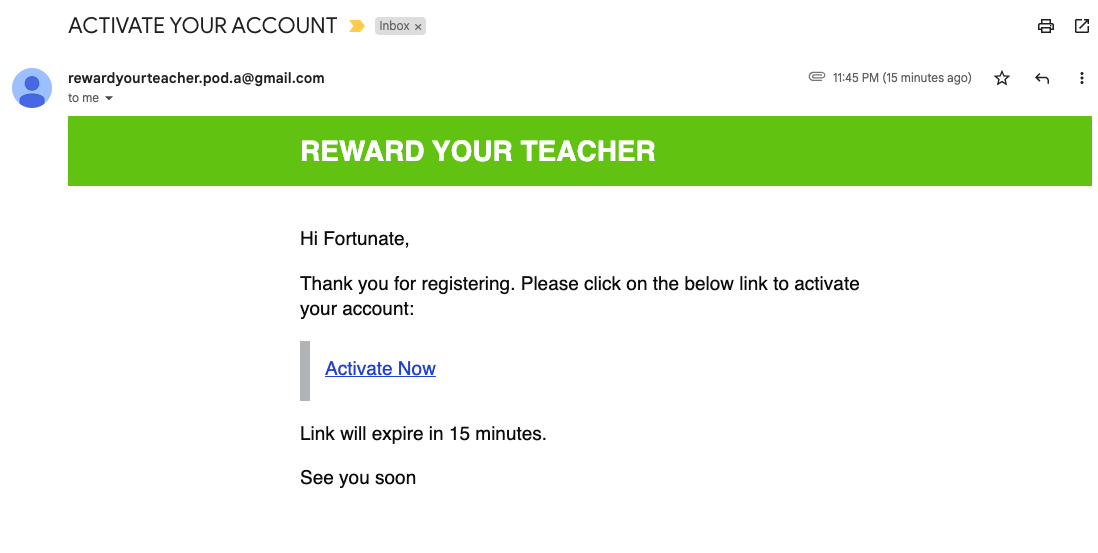 ACTIVATE YOUR ACCOUNT Inbox ×
rewardyourteacher.pod.a@gmail.com 11:45 PM (15 minutes ago)
to me
REWARD YOUR TEACHER
Hi Fortunate,
Thank you for registering. Please click on the below link to activate
your account:
Activate Now
Link will expire in 15 minutes.
See you soon